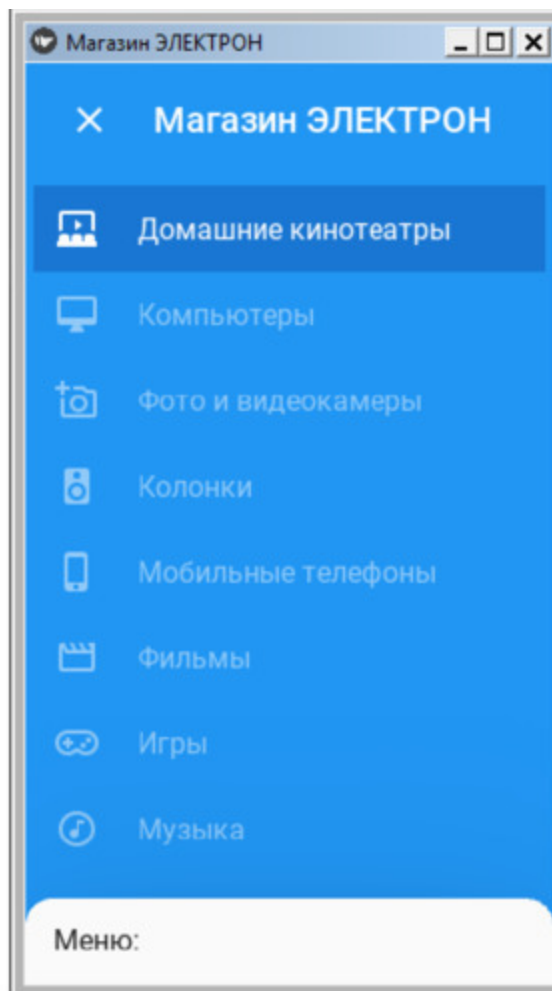 Магазин ЭЛЕКТРОН
Магазин ЭЛЕКТРОН
Домашние кинотеатры
Компьютеры
Фото и видеокамеры
Колонки
Мобильные телефоны
Фильмы
Игры
Музыка
Меню: